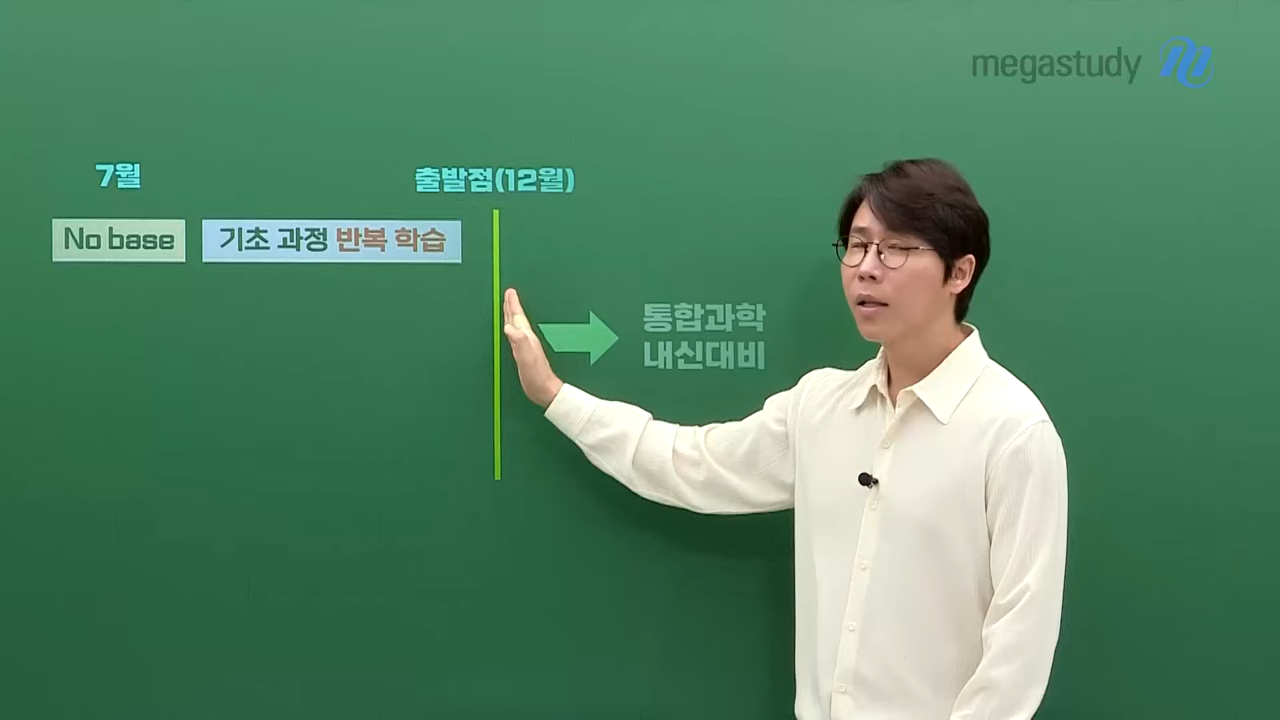 megastudy
7월
출발점(12월)
No base
기초 과정 반복 학습
통합과학
내신대비